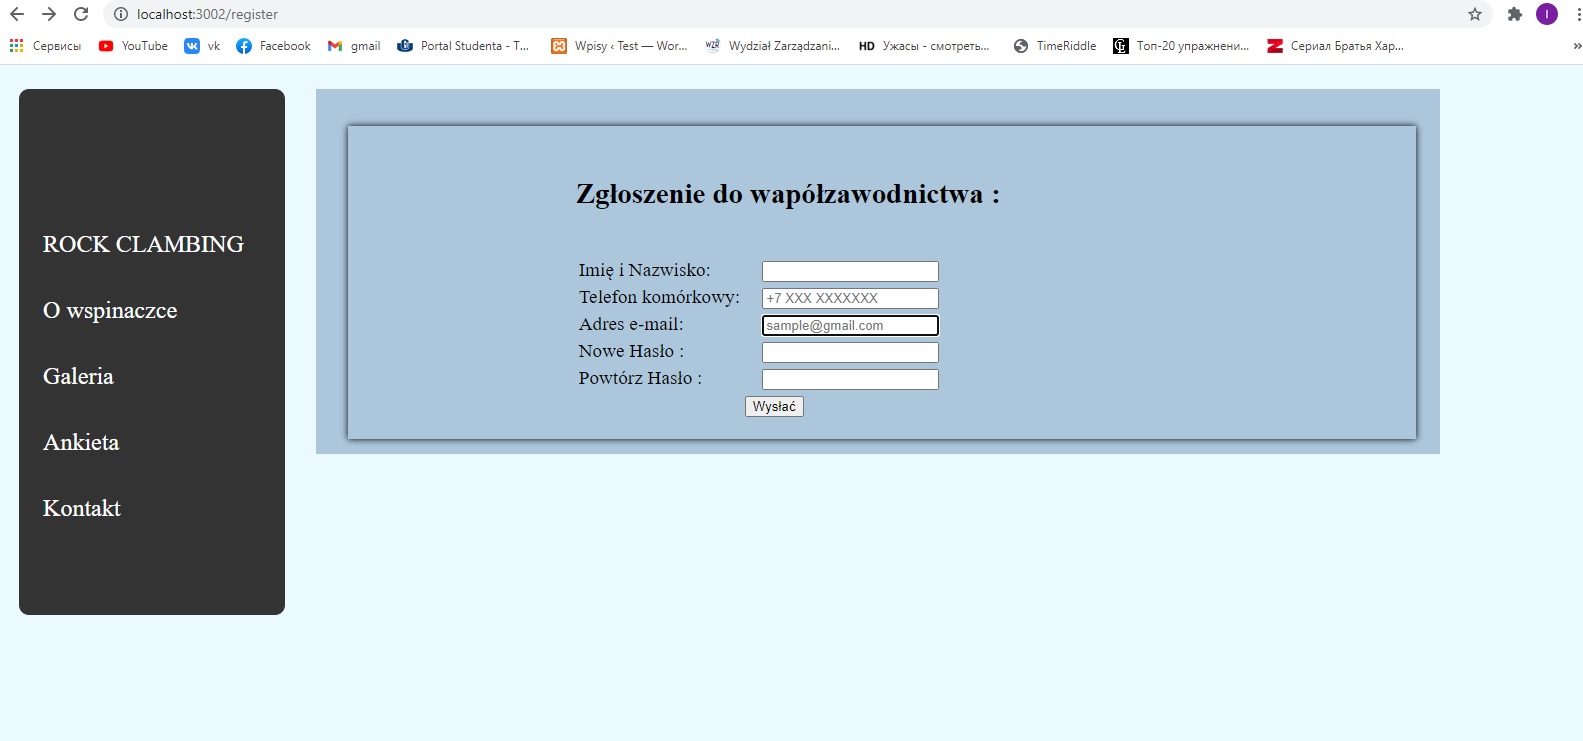 localhost:3002/register
I
Сервисы YouTube vk Facebook gmail Portal Studenta - T... Wpisy ‹ Test — Wor... WZR Wydział Zarządzani... HD Ужасы - смотреть... TimeRiddle Топ-20 упражнени... Сериал Братья Хар... »
ROCK CLAMBING
O wspinaczce
Galeria
Ankieta
Kontakt
Zgłoszenie do wapółzawodnictwa :
Imię i Nazwisko:
Telefon komórkowy: +7 XXX XXXXXXX
Adres e-mail: sample@gmail.com
Nowe Hasło :
Powtórz Hasło :
Wysłać